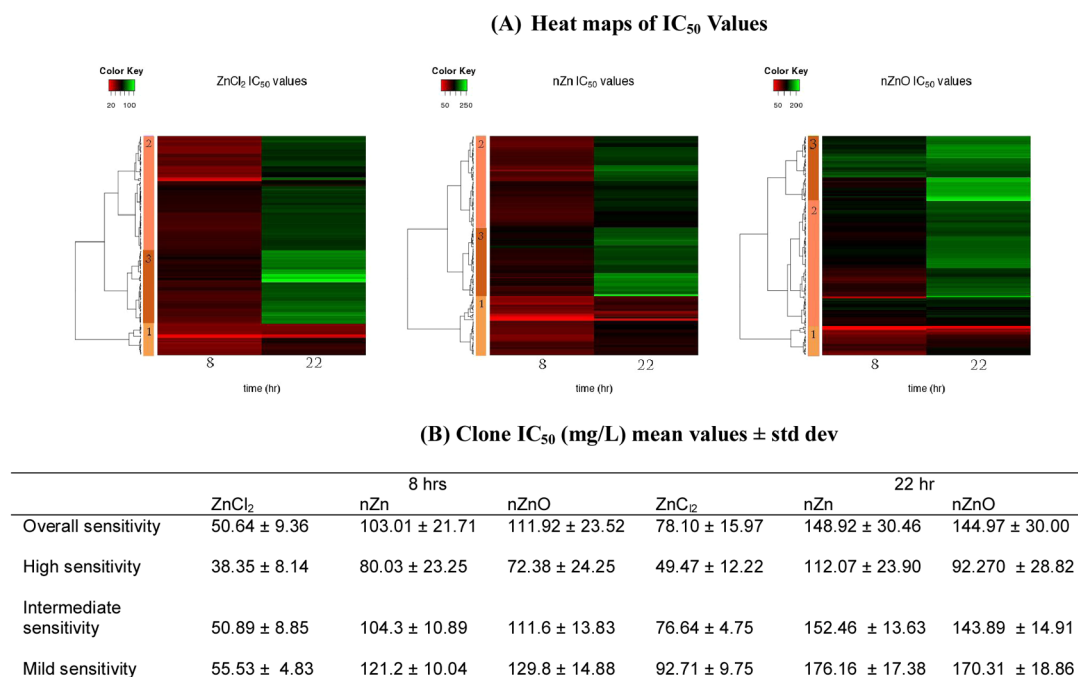 (A) Heat maps of IC50 Values
Color Key
20 100
ZnCl2 IC50 values
2
3
1
8 22
time (hr)
Color Key
50 250
nZn IC50 values
2
3
1
8 22
time (hr)
Color Key
50 200
nZnO IC50 values
3
2
1
8 22
time (hr)
(B) Clone IC50 (mg/L) mean values ± std dev
8 hrs 22 hr
ZnCl2 nZn nZnO ZnCl2 nZn nZnO
Overall sensitivity 50.64 ± 9.36 103.01 ± 21.71 111.92 ± 23.52 78.10 ± 15.97 148.92 ± 30.46 144.97 ± 30.00
High sensitivity 38.35 ± 8.14 80.03 ± 23.25 72.38 ± 24.25 49.47 ± 12.22 112.07 ± 23.90 92.270 ± 28.82
Intermediate
sensitivity 50.89 ± 8.85 104.3 ± 10.89 111.6 ± 13.83 76.64 ± 4.75 152.46 ± 13.63 143.89 ± 14.91
Mild sensitivity 55.53 ± 4.83 121.2 ± 10.04 129.8 ± 14.88 92.71 ± 9.75 176.16 ± 17.38 170.31 ± 18.86